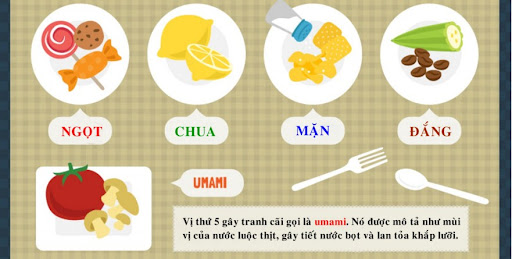 NGỌT
CHUA
MẶN
ĐẮNG
UMAMI
Vị thứ 5 gây tranh cãi gọi là umami. Nó được mô tả như mùi
vị của nước luộc thịt, gây tiết nước bọt và lan tỏa khắp lưỡi.